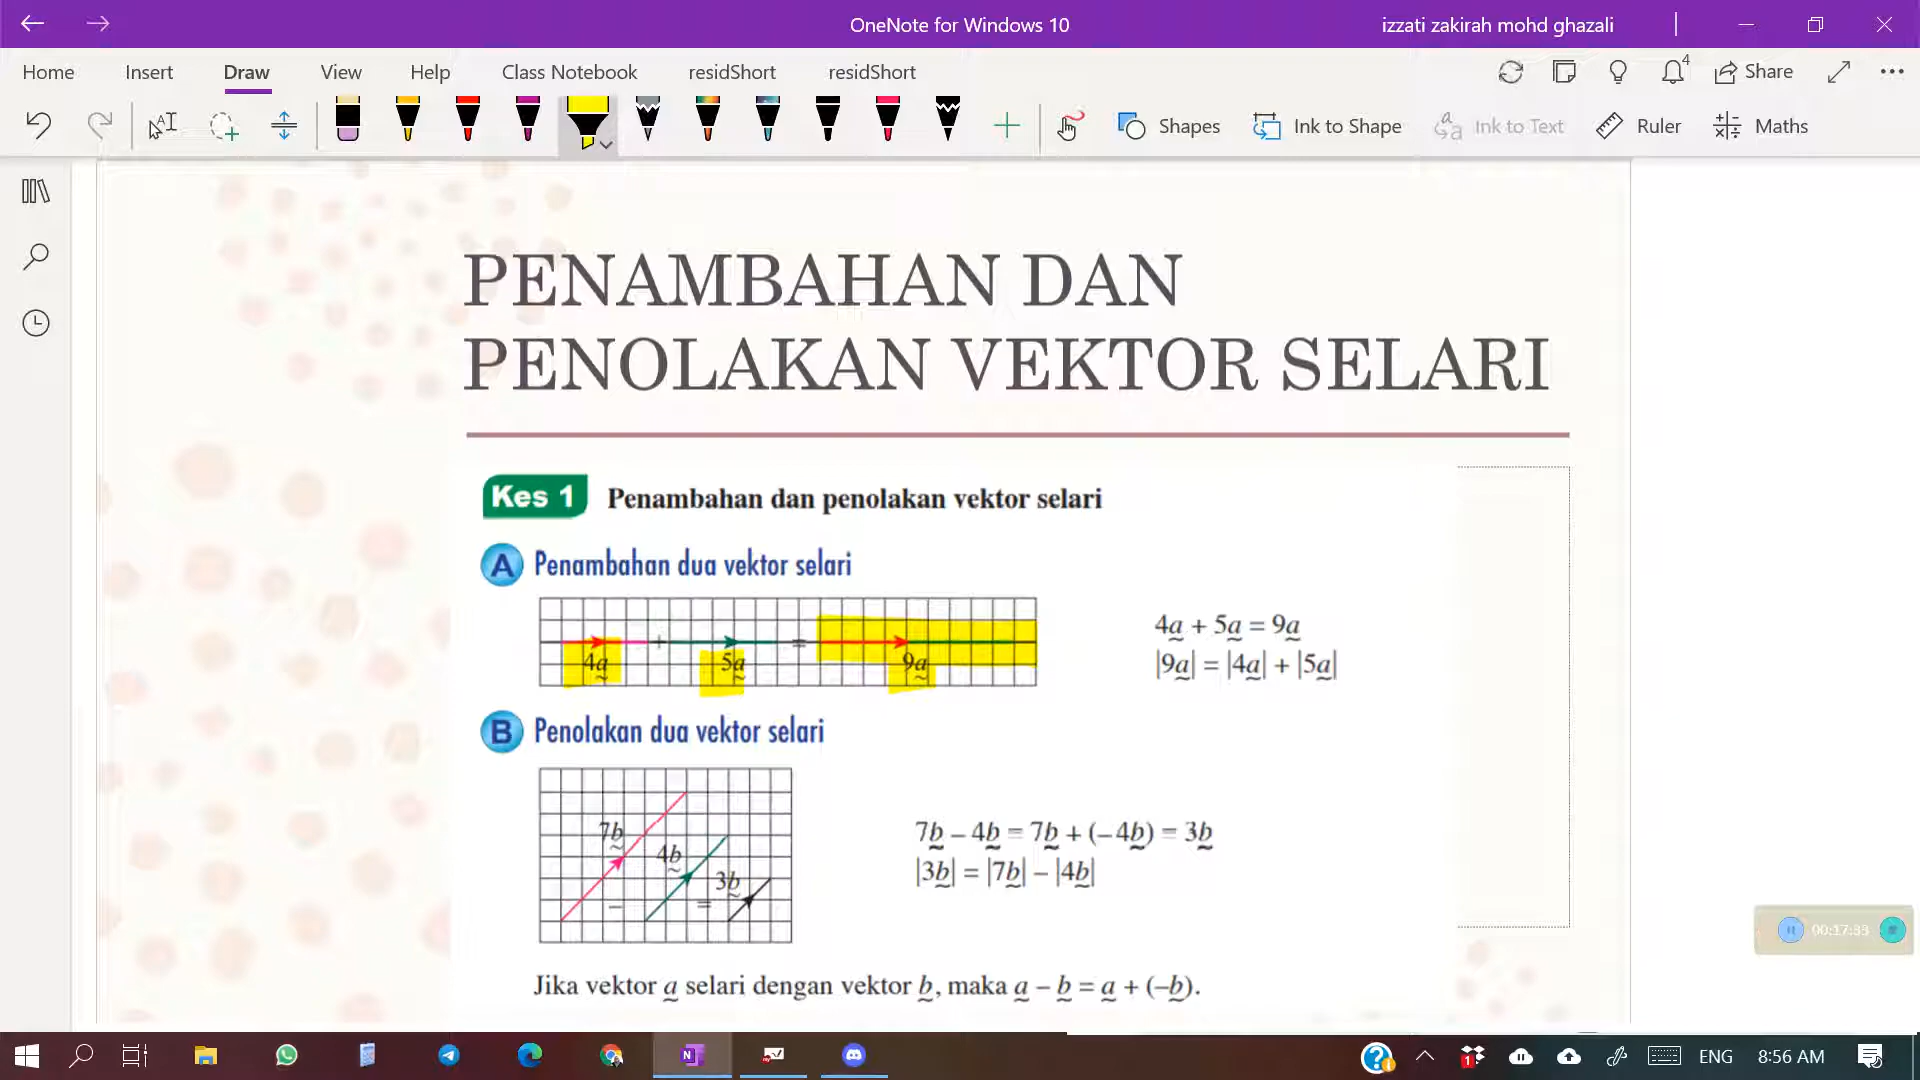 OneNote for Windows 10
izzati zakirah mohd ghazali
Home Insert Draw View Help Class Notebook residShort residShort
4 Share
Shapes Ink to Shape Ink to Text Ruler Maths
PENAMBAHAN DAN
PENOLAKAN VEKTOR SELARI
Kes 1 Penambahan dan penolakan vektor selari
A Penambahan dua vektor selari
+ =
4a 5a 9a
4a + 5a = 9a
|9a| = |4a| + |5a|
B Penolakan dua vektor selari
7b
4b
3b
− =
7b – 4b = 7b + (–4b) = 3b
|3b| = |7b| – |4b|
Jika vektor a selari dengan vektor b, maka a – b = a + (–b).
00:17:33
ENG 8:56 AM